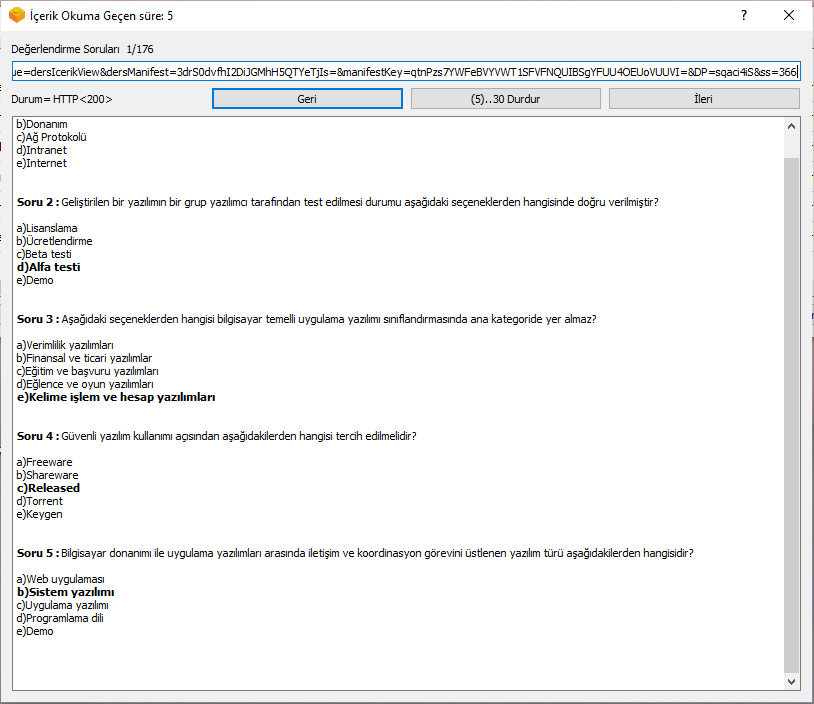 İçerik Okuma Geçen süre: 5
Değerlendirme Soruları 1/176
ue=dersIcerikView&dersManifest=3drS0dvfhI2DiJGMhH5QTYeTjIs=&manifestKey=qtnPzs7YWFeBVYVWT1SFVFNQUIBSgYFUU4OEUoVUUVI=&DP=sqaci4iS&ss=366
Durum= HTTP<200>
Geri
(5)..30 Durdur
İleri
b)Donanım
c)Ağ Protokolü
d)Intranet
e)Internet
Soru 2 : Geliştirilen bir yazılımın bir grup yazılımcı tarafından test edilmesi durumu aşağıdaki seçeneklerden hangisinde doğru verilmiştir?
a)Lisanslama
b)Ücretlendirme
c)Beta testi
d)Alfa testi
e)Demo
Soru 3 : Aşağıdaki seçeneklerden hangisi bilgisayar temelli uygulama yazılımı sınıflandırmasında ana kategoride yer almaz?
a)Verimlilik yazılımları
b)Finansal ve ticari yazılımlar
c)Eğitim ve başvuru yazılımları
d)Eğlence ve oyun yazılımları
e)Kelime işlem ve hesap yazılımları
Soru 4 : Güvenli yazılım kullanımı açısından aşağıdakilerden hangisi tercih edilmelidir?
a)Freeware
b)Shareware
c)Released
d)Torrent
e)Keygen
Soru 5 : Bilgisayar donanımı ile uygulama yazılımları arasında iletişim ve koordinasyon görevini üstlenen yazılım türü aşağıdakilerden hangisidir?
a)Web uygulaması
b)Sistem yazılımı
c)Uygulama yazılımı
d)Programlama dili
e)Demo